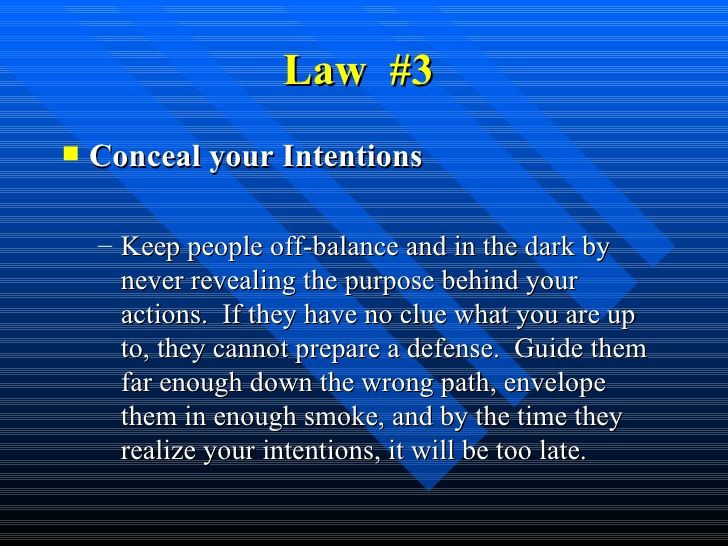 Law #3
Conceal your Intentions
– Keep people off-balance and in the dark by
never revealing the purpose behind your
actions. If they have no clue what you are up
to, they cannot prepare a defense. Guide them
far enough down the wrong path, envelope
them in enough smoke, and by the time they
realize your intentions, it will be too late.